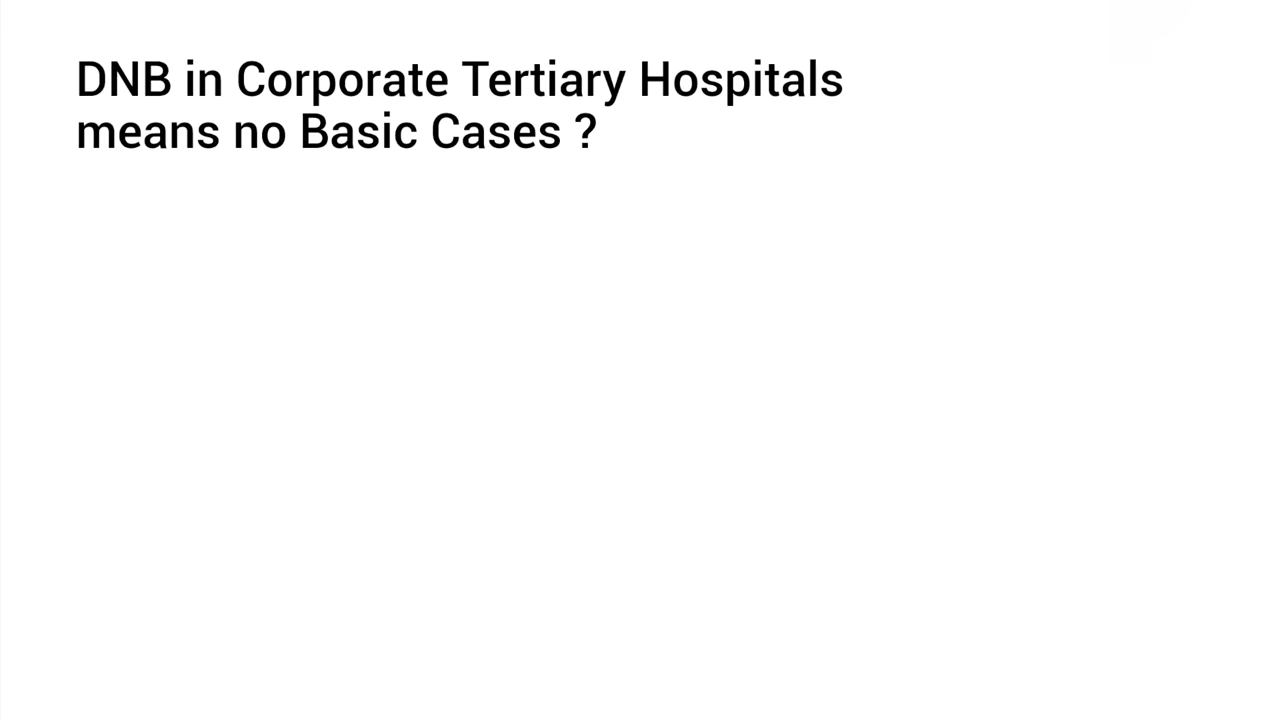 DNB in Corporate Tertiary Hospitals
means no Basic Cases ?